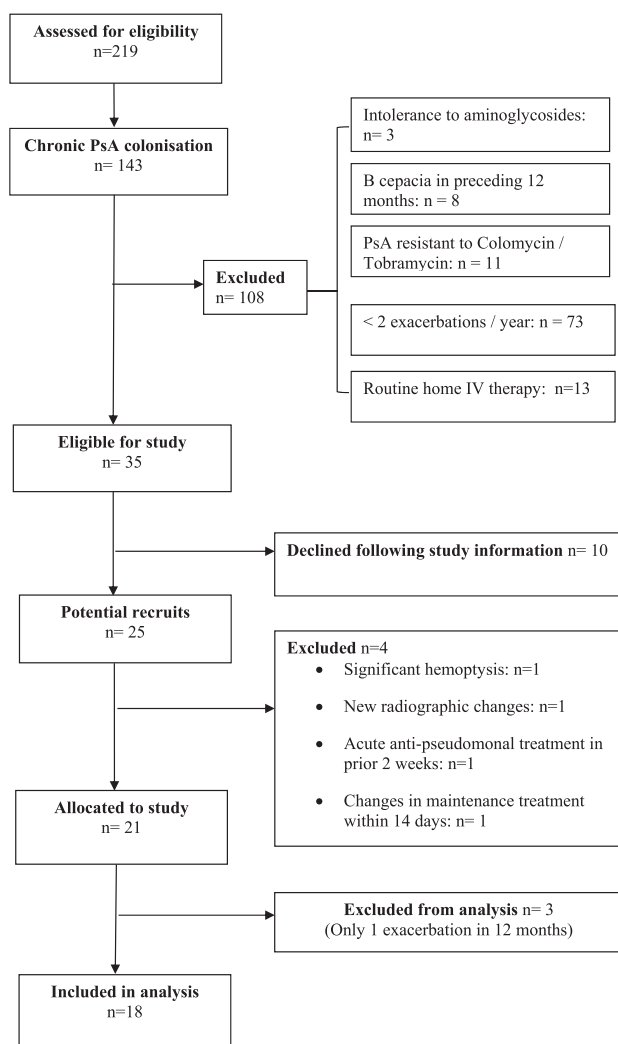 Assessed for eligibility
n=219
Chronic PsA colonisation
n= 143
Excluded
n= 108
Intolerance to aminoglycosides:
n= 3
B cepacia in preceding 12
months: n = 8
PsA resistant to Colomycin /
Tobramycin: n = 11
< 2 exacerbations / year: n = 73
Routine home IV therapy: n=13
Eligible for study
n= 35
Declined following study information n= 10
Potential recruits
n= 25
Excluded n=4
• Significant hemoptysis: n=1
• New radiographic changes: n=1
• Acute anti-pseudomonal treatment in
prior 2 weeks: n=1
• Changes in maintenance treatment
within 14 days: n= 1
Allocated to study
n= 21
Excluded from analysis n= 3
(Only 1 exacerbation in 12 months)
Included in analysis
n=18